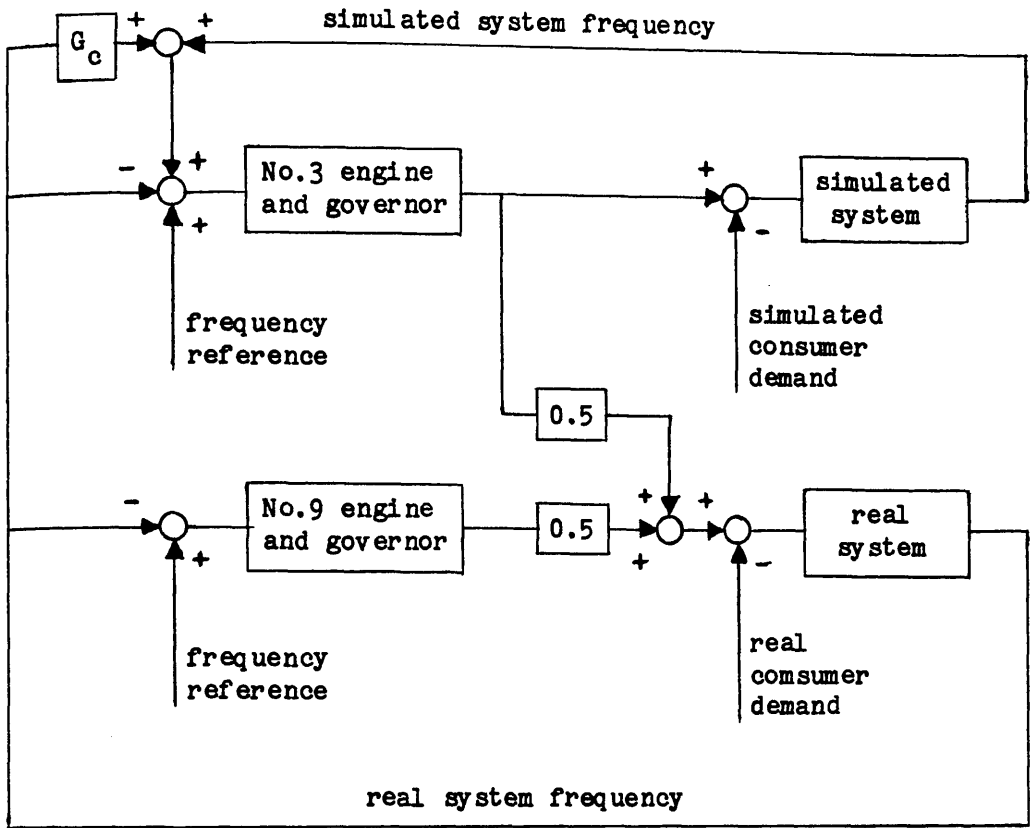 simulated system frequency
+ +
G_c
- +
No.3 engine
and governor
+
+
simulated
system
-
frequency
reference
simulated
consumer
demand
0.5
-
No.9 engine
and governor
0.5
+ +
real
system
+
+
-
frequency
reference
real
comsumer
demand
real system frequency